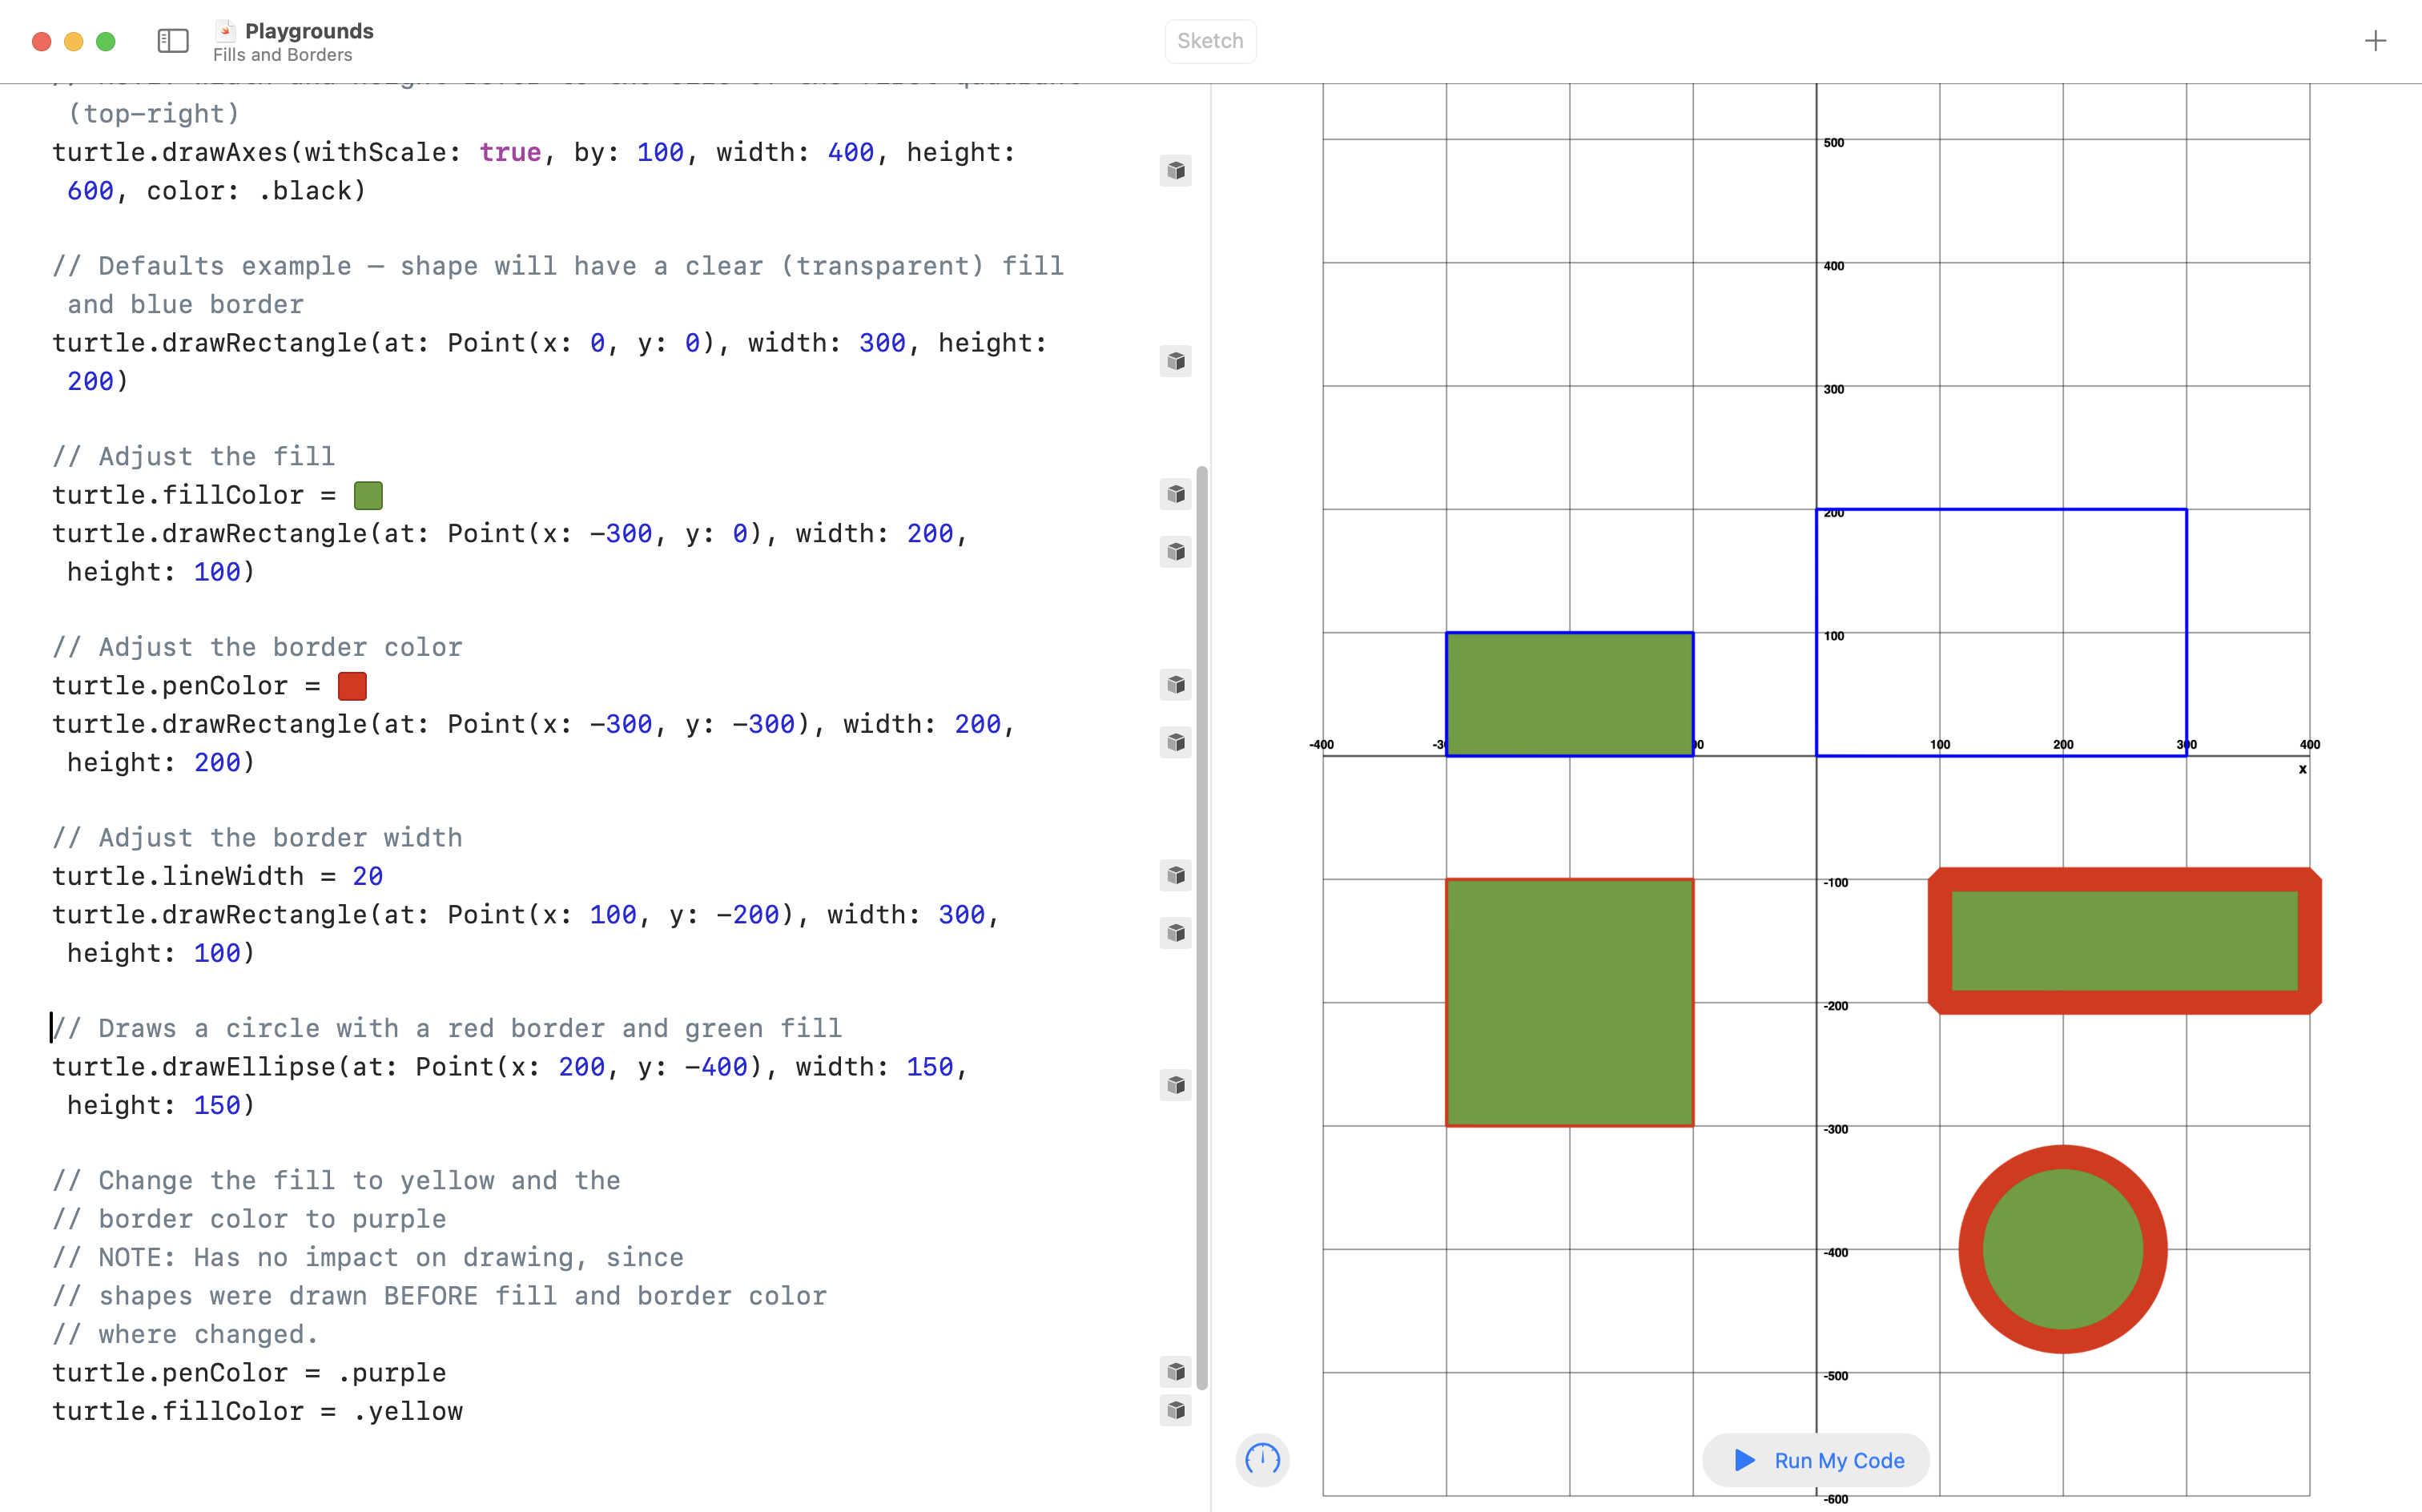 Playgrounds
Fills and Borders
Sketch
(top-right)
turtle.drawAxes(withScale: true, by: 100, width: 400, height:
600, color: .black)
// Defaults example – shape will have a clear (transparent) fill
and blue border
turtle.drawRectangle(at: Point(x: 0, y: 0), width: 300, height:
200)
// Adjust the fill
turtle.fillColor =
turtle.drawRectangle(at: Point(x: -300, y: 0), width: 200,
height: 100)
// Adjust the border color
turtle.penColor =
turtle.drawRectangle(at: Point(x: -300, y: -300), width: 200,
height: 200)
// Adjust the border width
turtle.lineWidth = 20
turtle.drawRectangle(at: Point(x: 100, y: -200), width: 300,
height: 100)
// Draws a circle with a red border and green fill
turtle.drawEllipse(at: Point(x: 200, y: -400), width: 150,
height: 150)
// Change the fill to yellow and the
// border color to purple
// NOTE: Has no impact on drawing, since
// shapes were drawn BEFORE fill and border color
// where changed.
turtle.penColor = .purple
turtle.fillColor = .yellow
500
400
300
200
100
-400
100
200
300
400
x
-100
-200
-300
-400
-500
-600
Run My Code